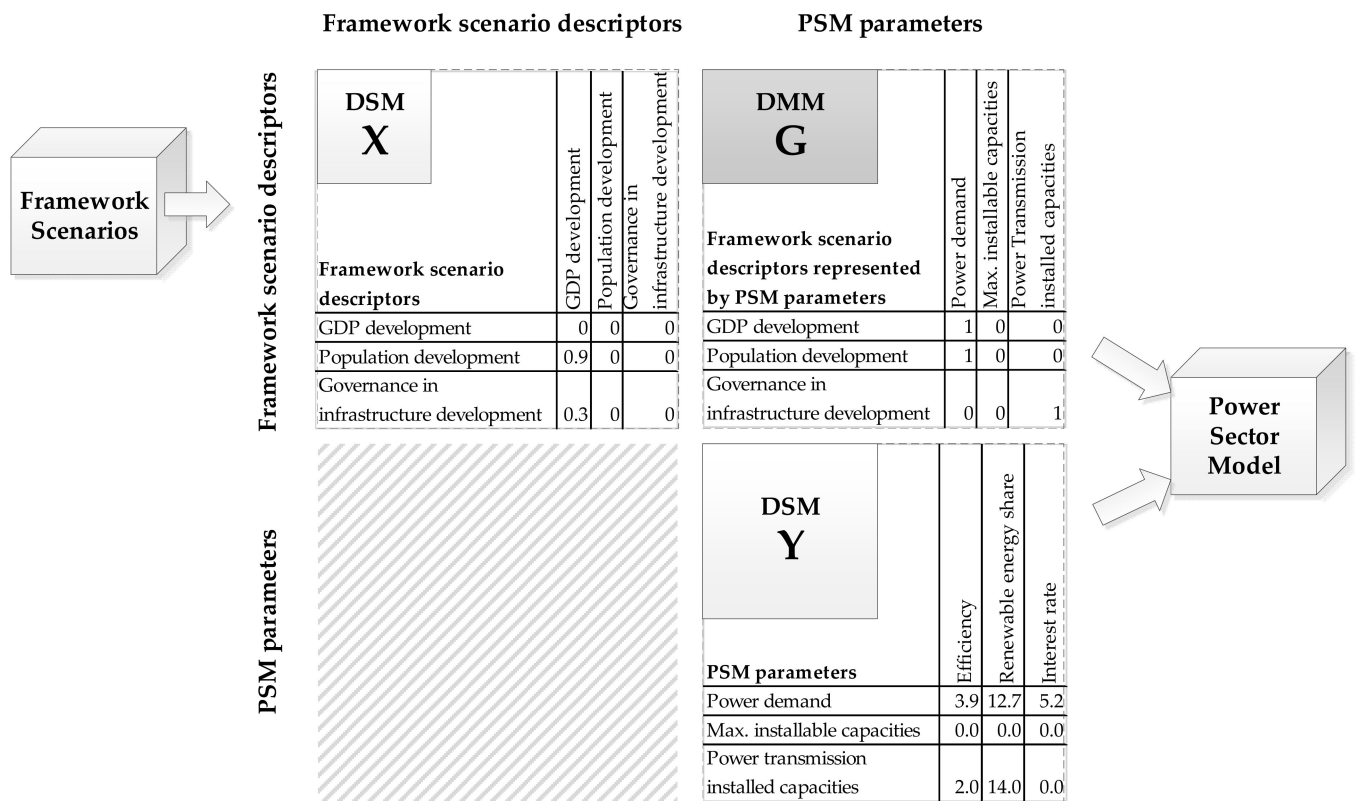 Framework scenario descriptors
PSM parameters
Framework scenario descriptors
PSM parameters
Framework
Scenarios
DSM
X
GDP development
Population development
Governance in
infrastructure development
Framework scenario
descriptors
GDP development 0 0 0
Population development 0.9 0 0
Governance in
infrastructure development 0.3 0 0
DMM
G
Power demand
Max. installable capacities
Power Transmission
installed capacities
Framework scenario
descriptors represented
by PSM parameters
GDP development 1 0 0
Population development 1 0 0
Governance in
infrastructure development 0 0 1
DSM
Y
Efficiency
Renewable energy share
Interest rate
PSM parameters
Power demand 3.9 12.7 5.2
Max. installable capacities 0.0 0.0 0.0
Power transmission
installed capacities 2.0 14.0 0.0
Power
Sector
Model